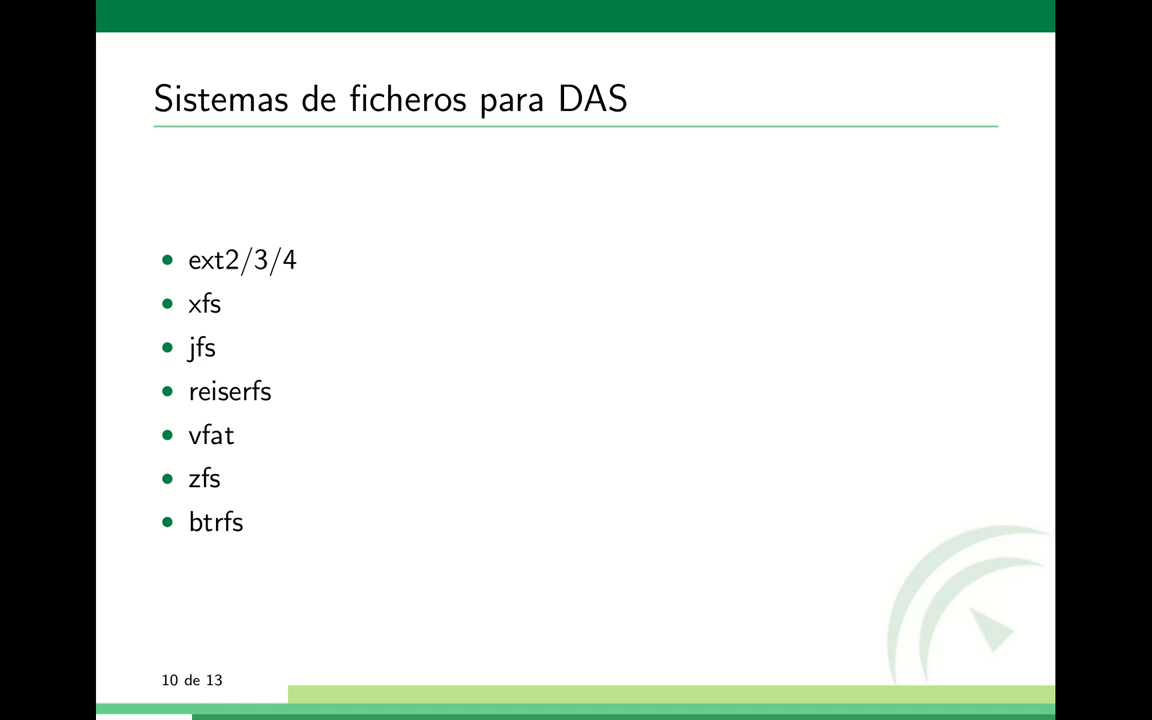 Sistemas de ficheros para DAS
• ext2/3/4
• xfs
• jfs
• reiserfs
• vfat
• zfs
• btrfs
10 de 13